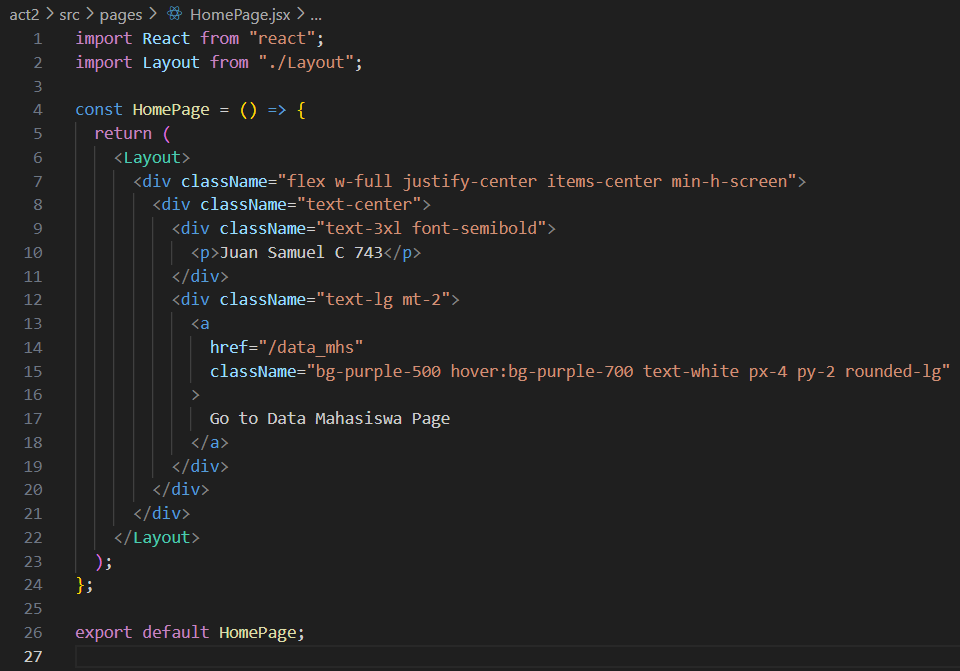 act2 > src > pages > HomePage.jsx > ...
1 import React from "react";
2 import Layout from "./Layout";
3
4 const HomePage = () => {
5   return (
6     <Layout>
7       <div className="flex w-full justify-center items-center min-h-screen">
8         <div className="text-center">
9           <div className="text-3xl font-semibold">
10             <p>Juan Samuel C 743</p>
11           </div>
12           <div className="text-lg mt-2">
13             <a
14               href="/data_mhs"
15               className="bg-purple-500 hover:bg-purple-700 text-white px-4 py-2 rounded-lg"
16             >
17               Go to Data Mahasiswa Page
18             </a>
19           </div>
20         </div>
21       </div>
22     </Layout>
23   );
24 };
25
26 export default HomePage;
27